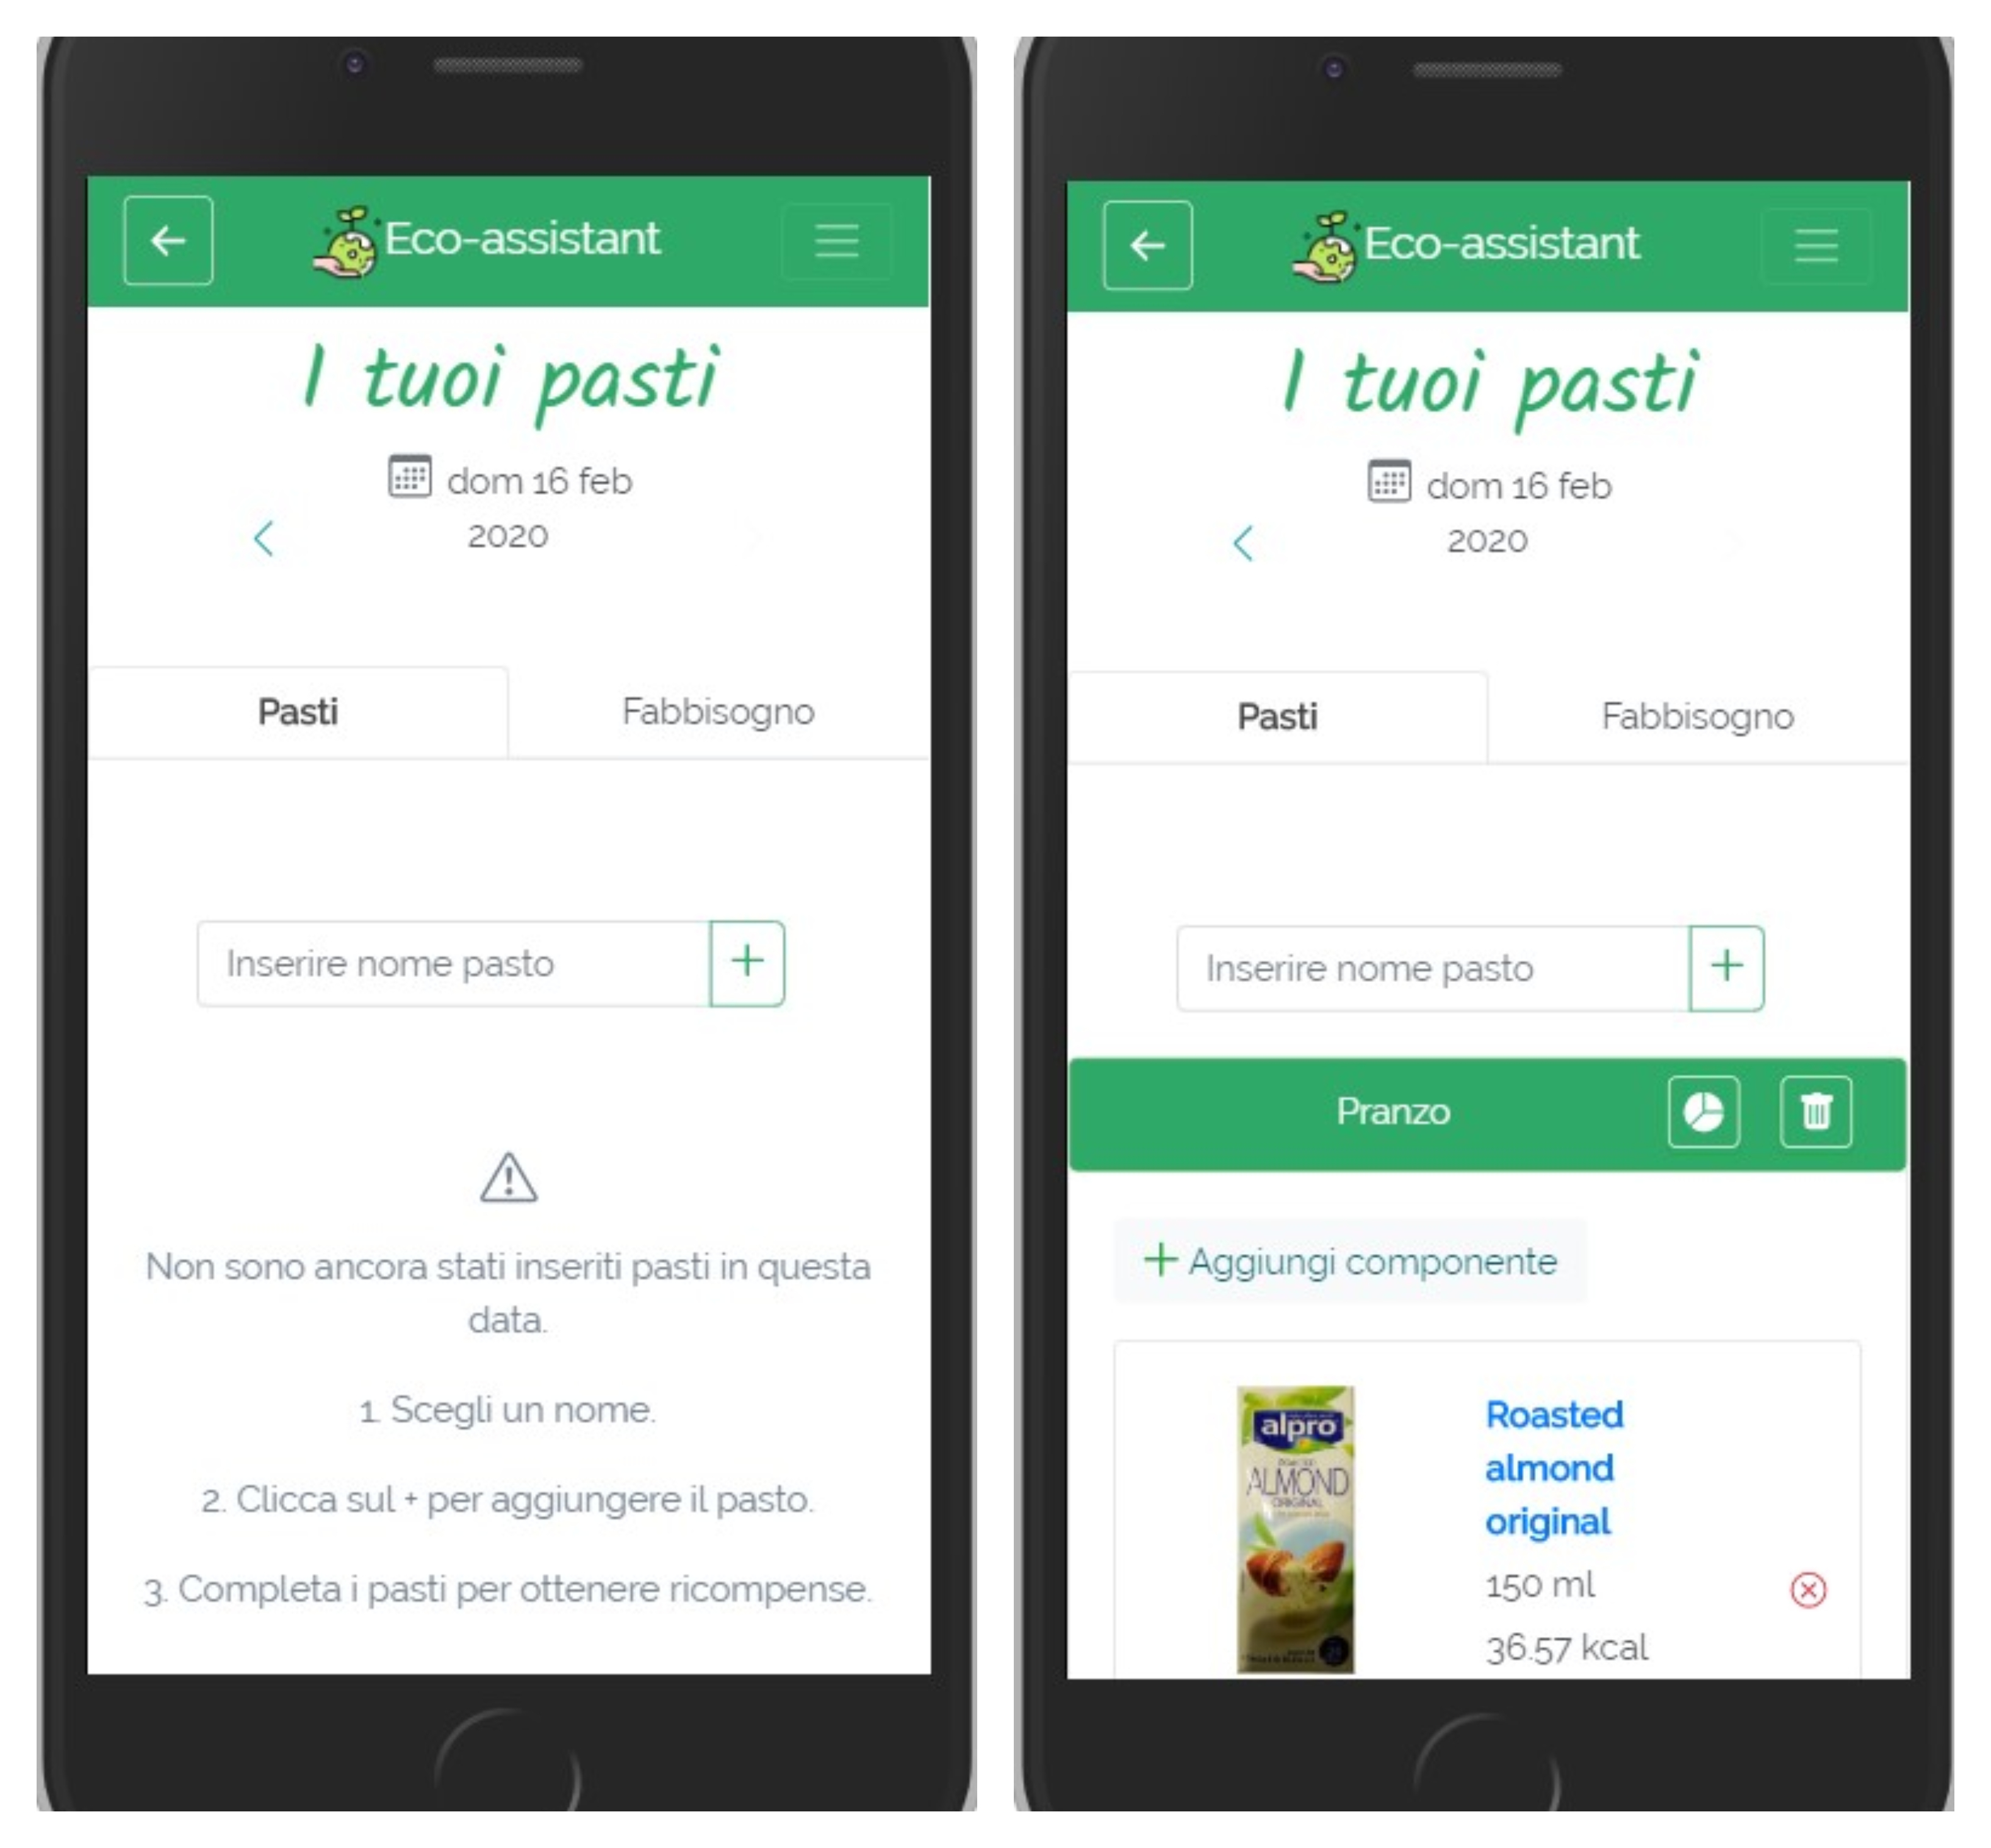 Eco-assistant
I tuoi pasti
dom 16 feb
2020
Pasti
Fabbisogno
Inserire nome pasto
+
Non sono ancora stati inseriti pasti in questa
data.
1. Scegli un nome.
2. Clicca sul + per aggiungere il pasto.
3. Completa i pasti per ottenere ricompense.
Eco-assistant
I tuoi pasti
dom 16 feb
2020
Pasti
Fabbisogno
Inserire nome pasto
+
Pranzo
+ Aggiungi componente
alpro
ALMOND
ORIGINAL
Roasted
almond
original
150 ml
36.57 kcal